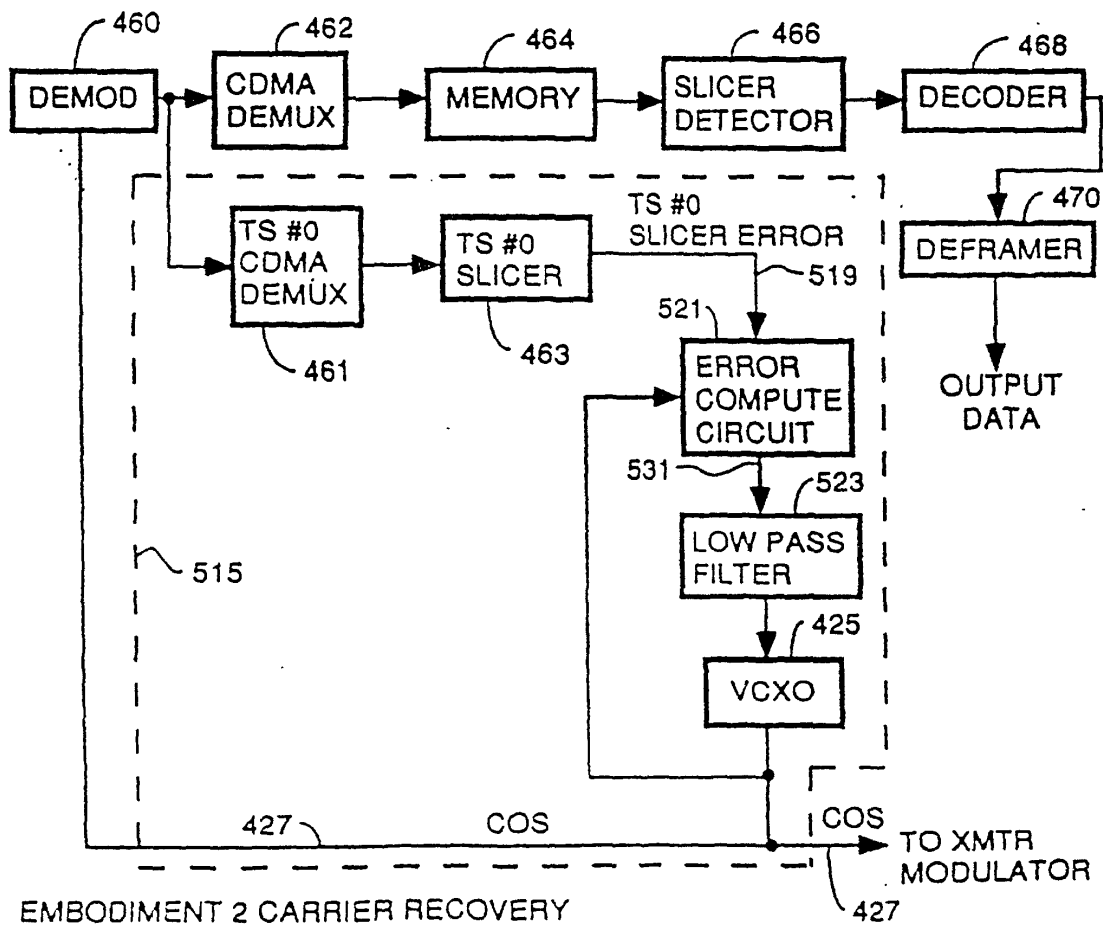 460
462
464
466
468
DEMOD
CDMA
DEMUX
MEMORY
SLICER
DETECTOR
DECODER
470
DEFRAMER
OUTPUT
DATA
TS #0
CDMA
DEMUX
461
TS #0
SLICER
463
TS #0
SLICER ERROR
519
521
ERROR
COMPUTE
CIRCUIT
531
523
LOW PASS
FILTER
515
425
VCXO
427
COS
COS
TO XMTR
MODULATOR
427
EMBODIMENT 2 CARRIER RECOVERY